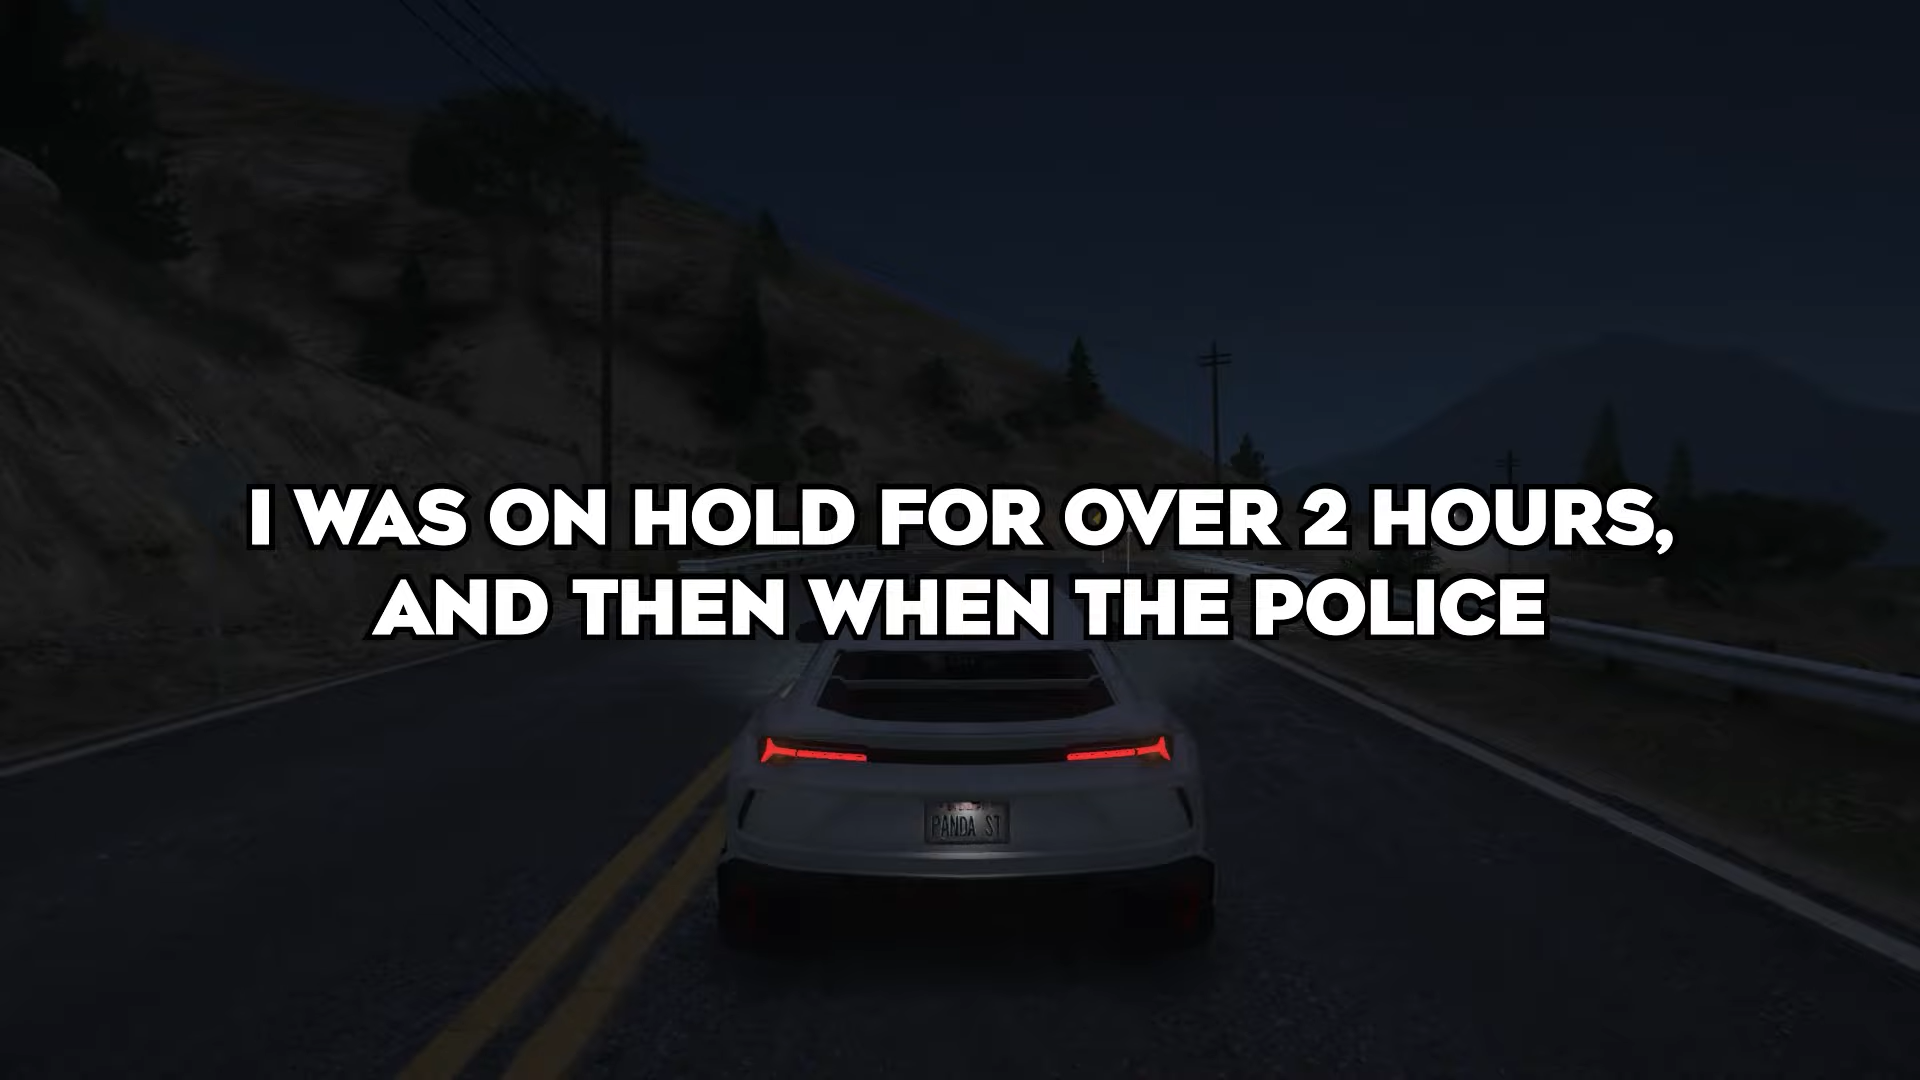 I WAS ON HOLD FOR OVER 2 HOURS,
AND THEN WHEN THE POLICE
PANDA ST